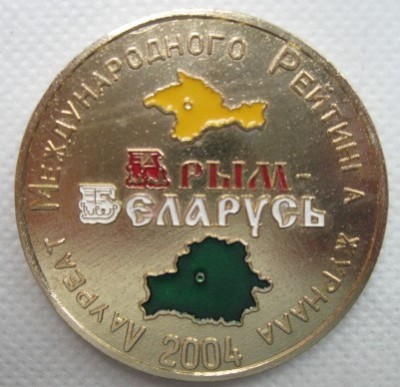 Лауреат Международного Рейтинга журнала
Крым-
Беларусь
2004